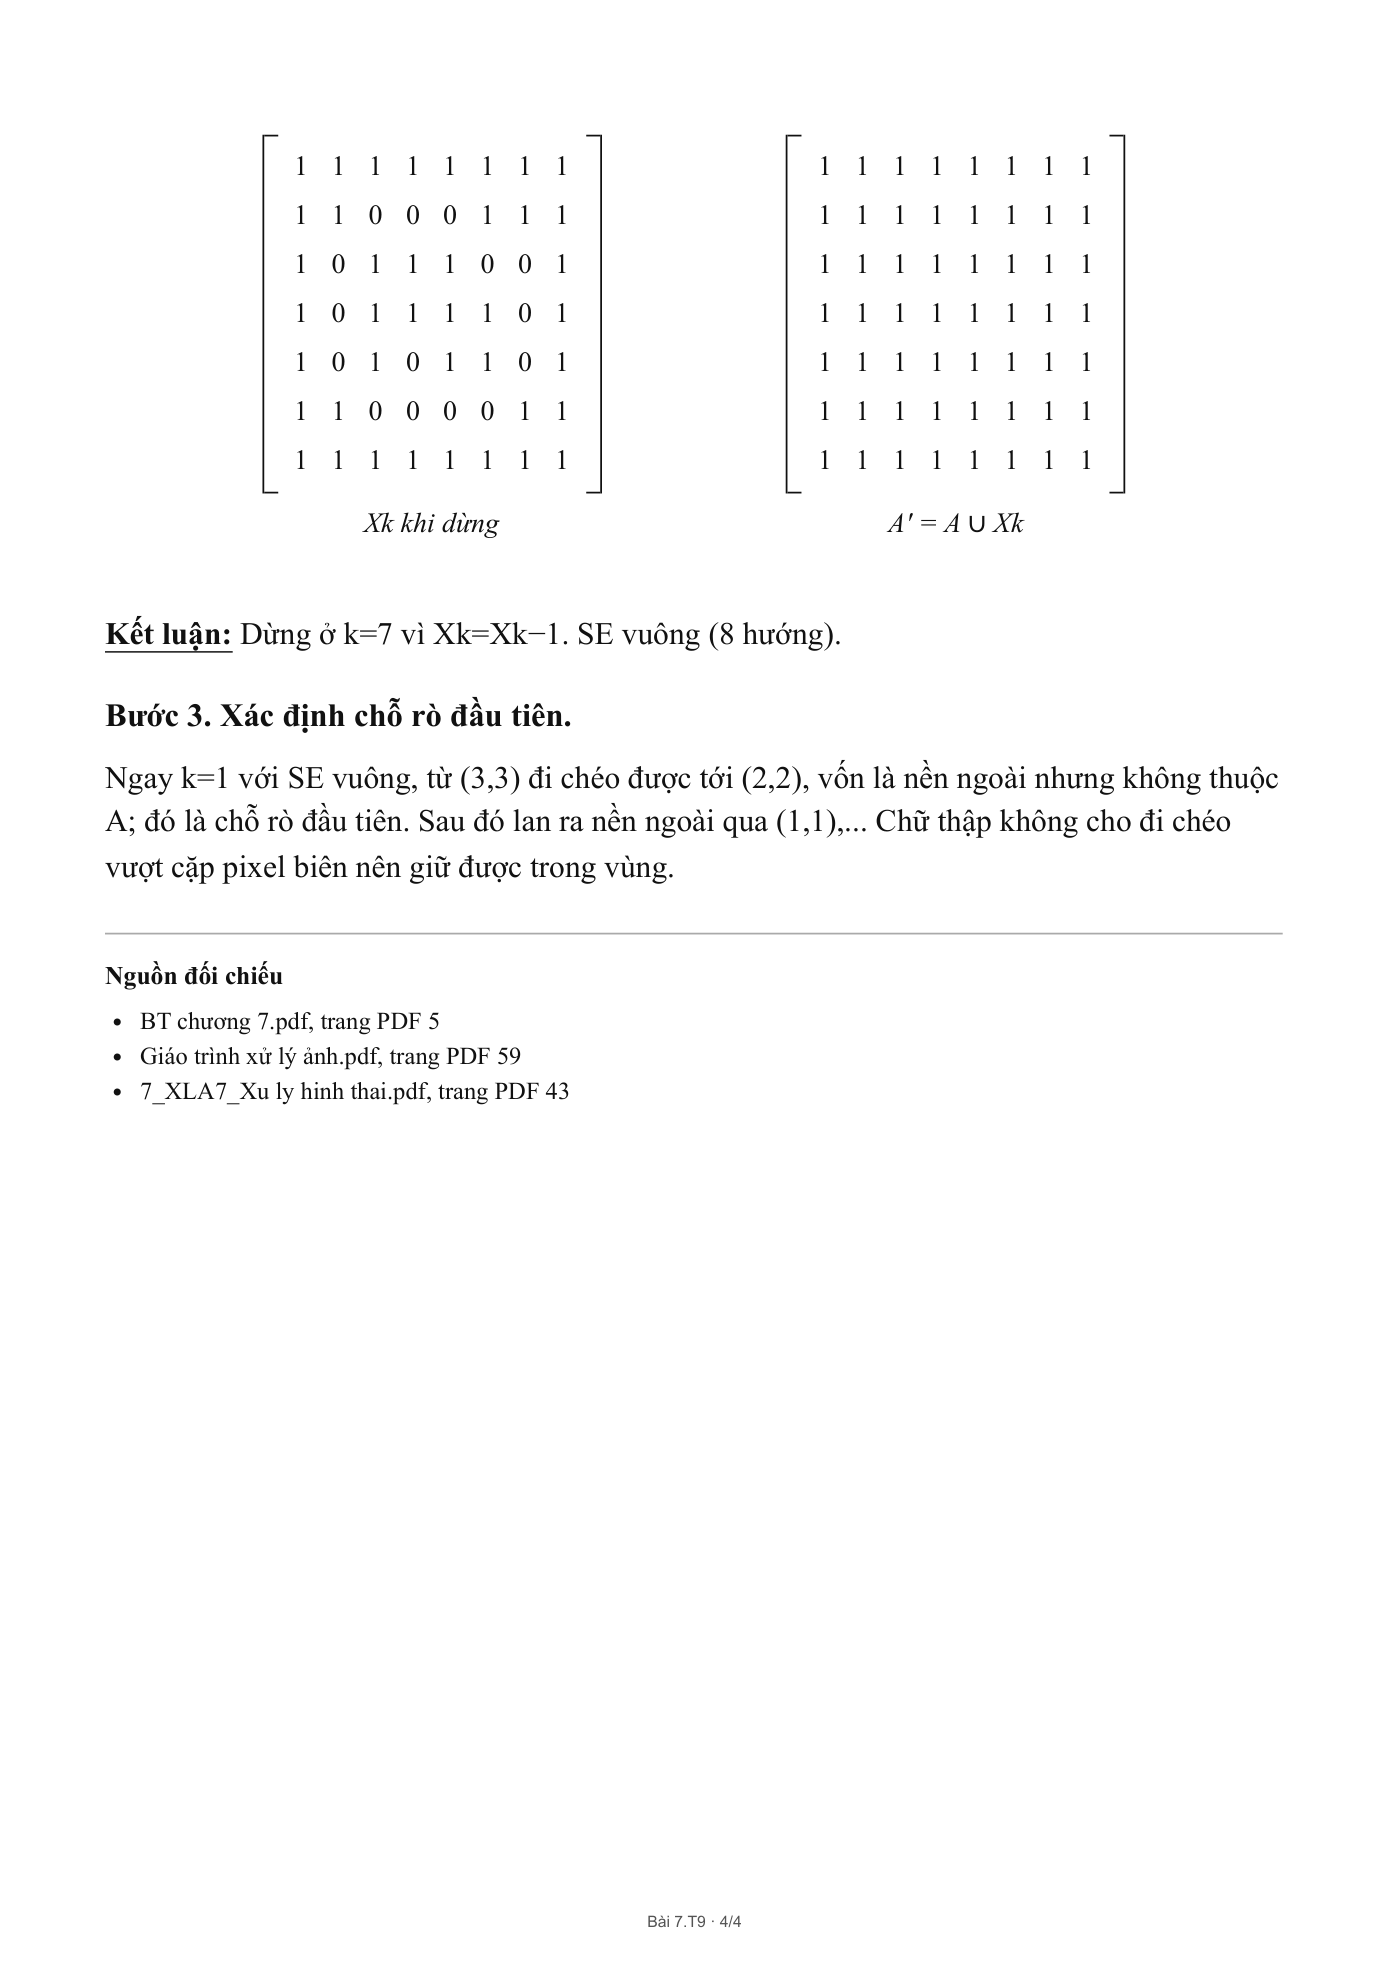 1 1 1 1 1 1 1 1    1 1 1 1 1 1 1 1
1 1 0 0 0 1 1 1    1 1 1 1 1 1 1 1
1 0 1 1 1 0 0 1    1 1 1 1 1 1 1 1
1 0 1 1 1 1 0 1    1 1 1 1 1 1 1 1
1 0 1 0 1 1 0 1    1 1 1 1 1 1 1 1
1 1 0 0 0 0 1 1    1 1 1 1 1 1 1 1
1 1 1 1 1 1 1 1    1 1 1 1 1 1 1 1
Xk khi dừng    A′ = A ∪ Xk
Kết luận: Dừng ở k=7 vì Xk=Xk−1. SE vuông (8 hướng).
Bước 3. Xác định chỗ rò đầu tiên.
Ngay k=1 với SE vuông, từ (3,3) đi chéo được tới (2,2), vốn là nền ngoài nhưng không thuộc
A; đó là chỗ rò đầu tiên. Sau đó lan ra nền ngoài qua (1,1),... Chữ thập không cho đi chéo
vượt cặp pixel biên nên giữ được trong vùng.
Nguồn đối chiếu
• BT chương 7.pdf, trang PDF 5
• Giáo trình xử lý ảnh.pdf, trang PDF 59
• 7_XLA7_Xu ly hinh thai.pdf, trang PDF 43
Bài 7.T9 · 4/4